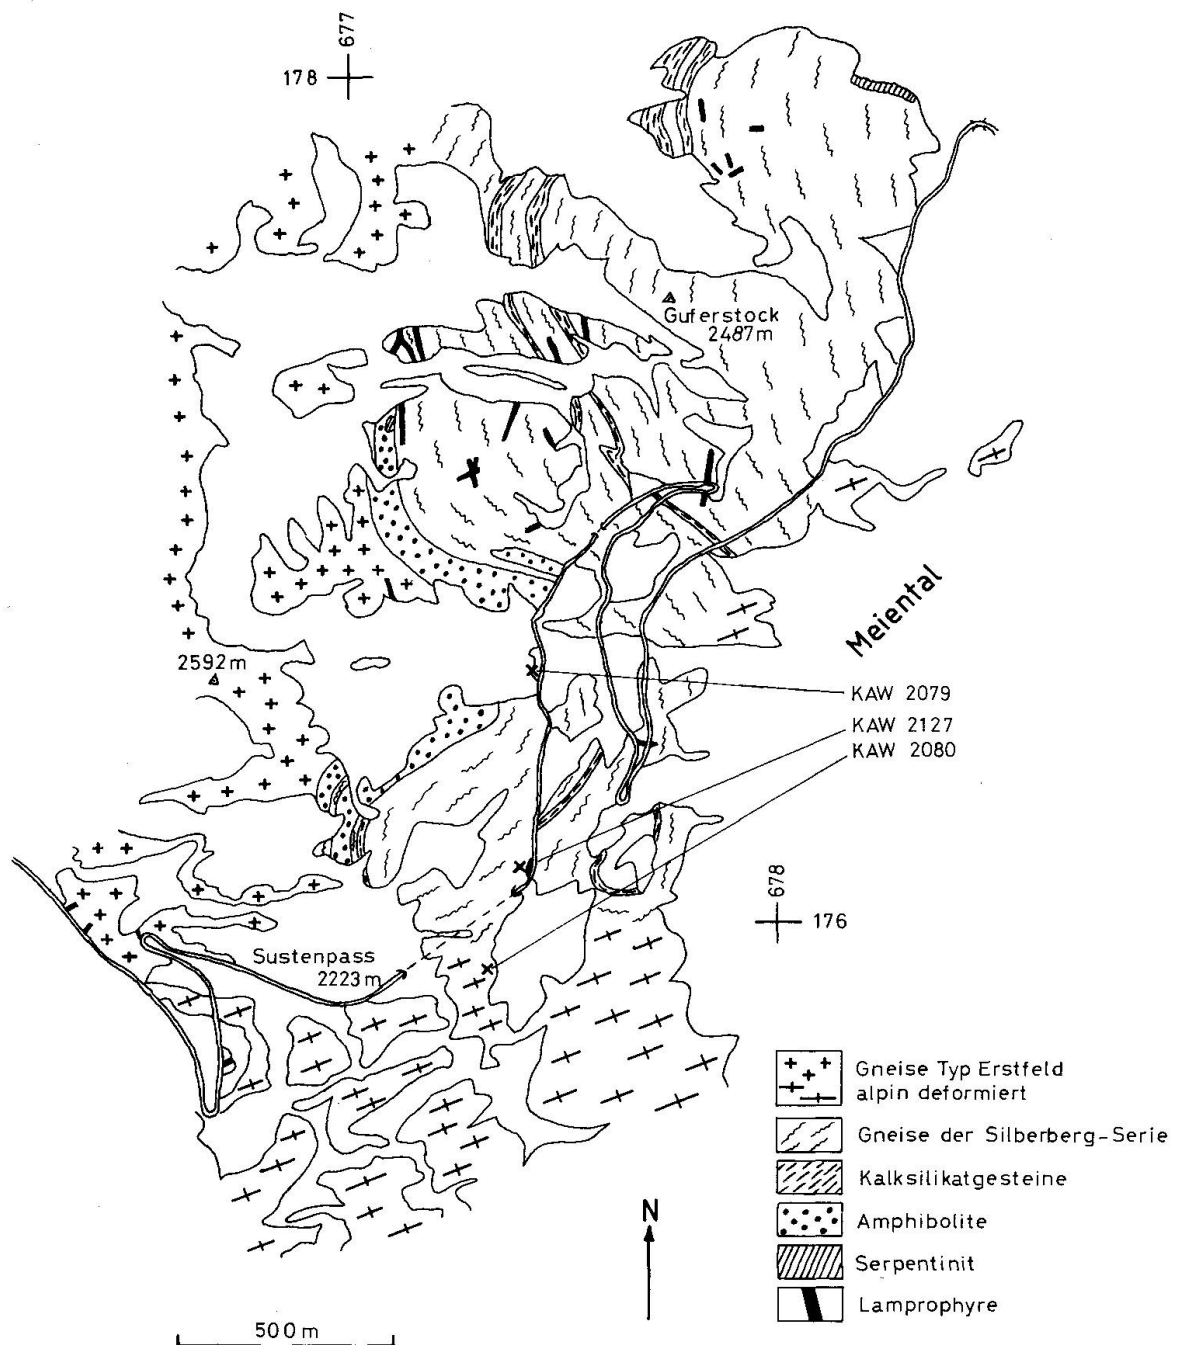 677
178
Guferstock
2487m
Meiental
2592m
KAW 2079
KAW 2127
KAW 2080
678
176
Sustenpass
2223m
Gneise Typ Erstfeld
alpin deformiert
Gneise der Silberberg-Serie
Kalksilikatgesteine
Amphibolite
Serpentinit
Lamprophyre
N
500m